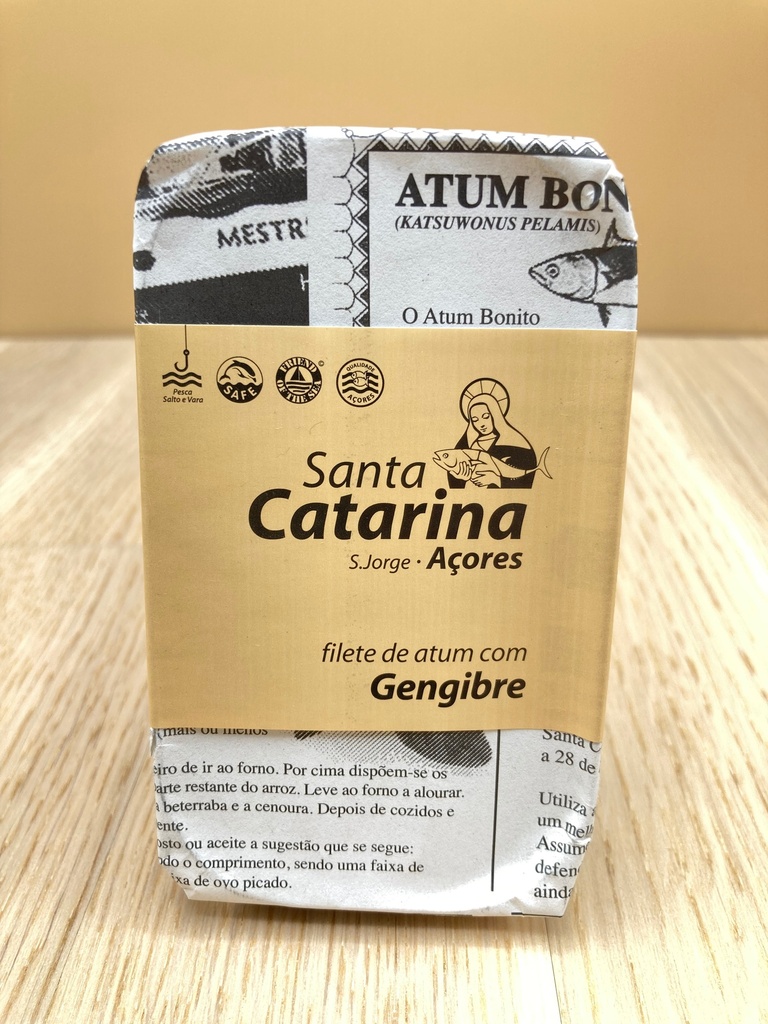 MESTR
ATUM BON
(KATSUWONUS PELAMIS)
O Atum Bonito
Pesca
Salto e Vara
SAFE
FRIEND
OF THE SEA
©
QUALIDADE
AÇORES
Santa
Catarina
S.Jorge · Açores
filete de atum com
Gengibre
(mais ou menos
eiro de ir ao forno. Por cima dispõem-se os
arte restante do arroz. Leve ao forno a alourar.
a beterraba e a cenoura. Depois de cozidos e
ente.
osto ou aceite a sugestão que se segue:
odo o comprimento, sendo uma faixa de
ixa de ovo picado.
Santa C
a 28 de
Utiliza
um mel
Assum
defen
ainda